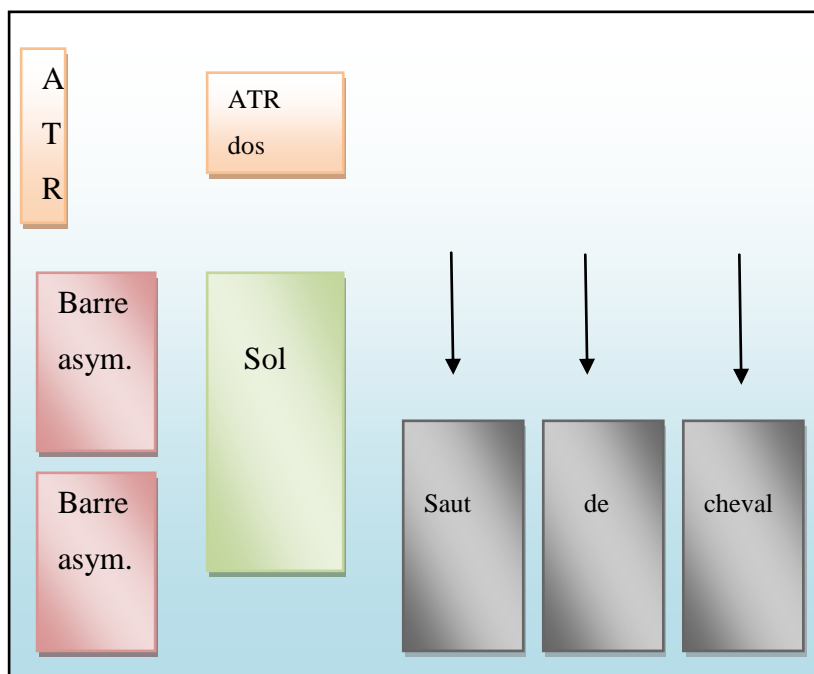 A
T
R
ATR
dos
Barre
asym.
Sol
Barre
asym.
Saut
de
cheval